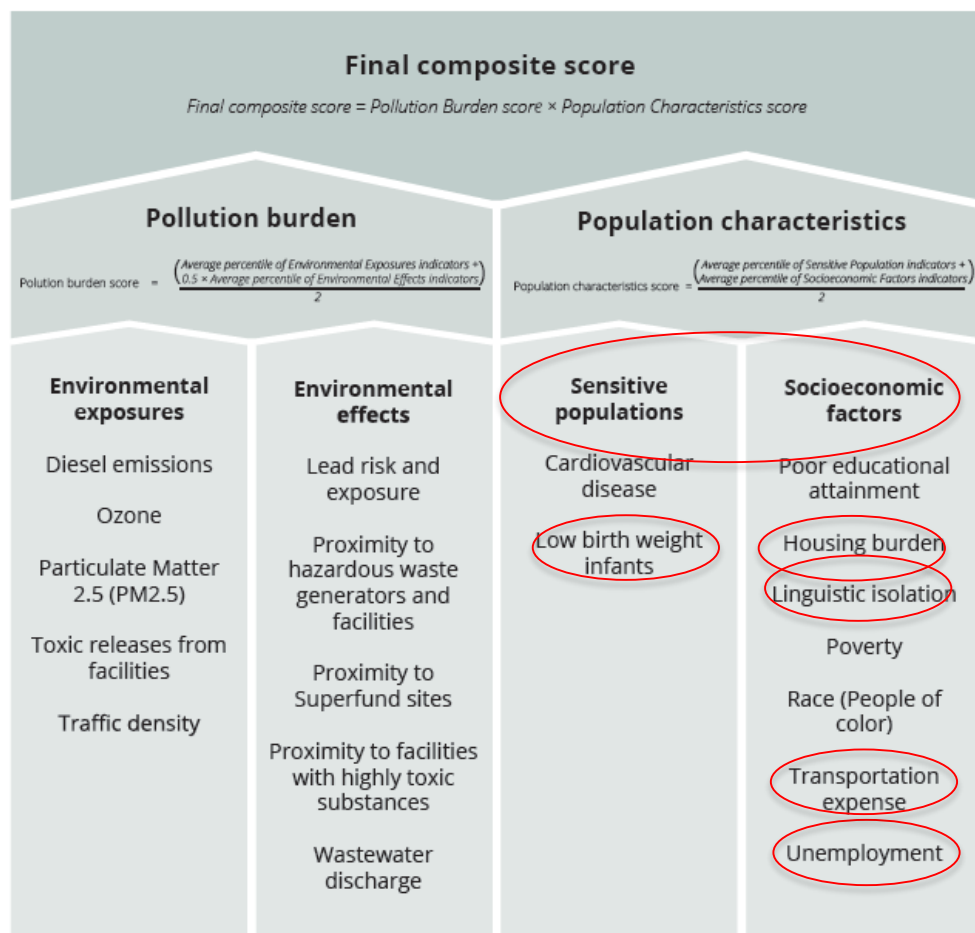 Final composite score
Final composite score = Pollution Burden score × Population Characteristics score
Pollution burden
Polution burden score = (Average percentile of Environmental Exposures indicators +
0.5 × Average percentile of Environmental Effects indicators)
2
Population characteristics
Population characteristics score = (Average percentile of Sensitive Population indicators +
Average percentile of Socioeconomic Factors indicators)
2
Environmental
exposures
Diesel emissions
Ozone
Particulate Matter
2.5 (PM2.5)
Toxic releases from
facilities
Traffic density
Environmental
effects
Lead risk and
exposure
Proximity to
hazardous waste
generators and
facilities
Proximity to
Superfund sites
Proximity to facilities
with highly toxic
substances
Wastewater
discharge
Sensitive
populations
Cardiovascular
disease
Low birth weight
infants
Socioeconomic
factors
Poor educational
attainment
Housing burden
Linguistic isolation
Poverty
Race (People of
color)
Transportation
expense
Unemployment